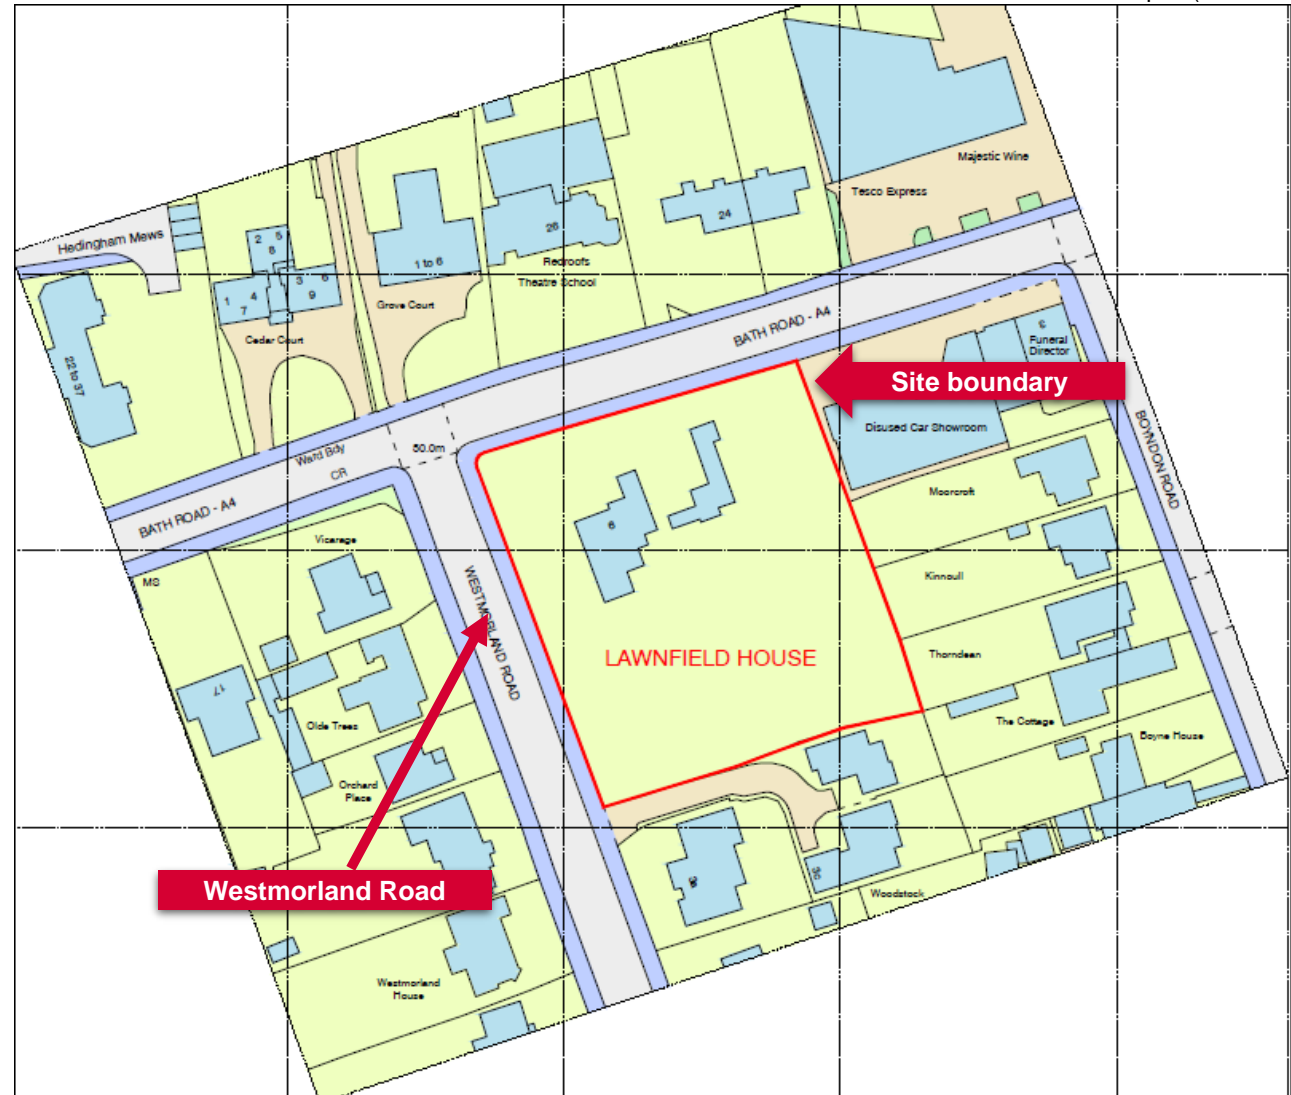 Majestic Wine
Tesco Express
24
26
Redroofs
Theatre School
1 to 6
Grove Court
Hedingham Mews
2 5
8
3 6
9
1 4
7
Cedar Court
22 to 37
BATH ROAD - A4
3
Funeral
Director
Site boundary
Disused Car Showroom
BOYNDON ROAD
Ward Bdy
50.0m
CR
BATH ROAD - A4
Vicarage
MS
Moorcroft
6
Kinnoull
WESTMORLAND ROAD
LAWNFIELD HOUSE
Thorndean
17
Olde Trees
The Cottage
Boyne House
Orchard
Place
Westmorland Road
3c
Woodstock
Westmorland
House